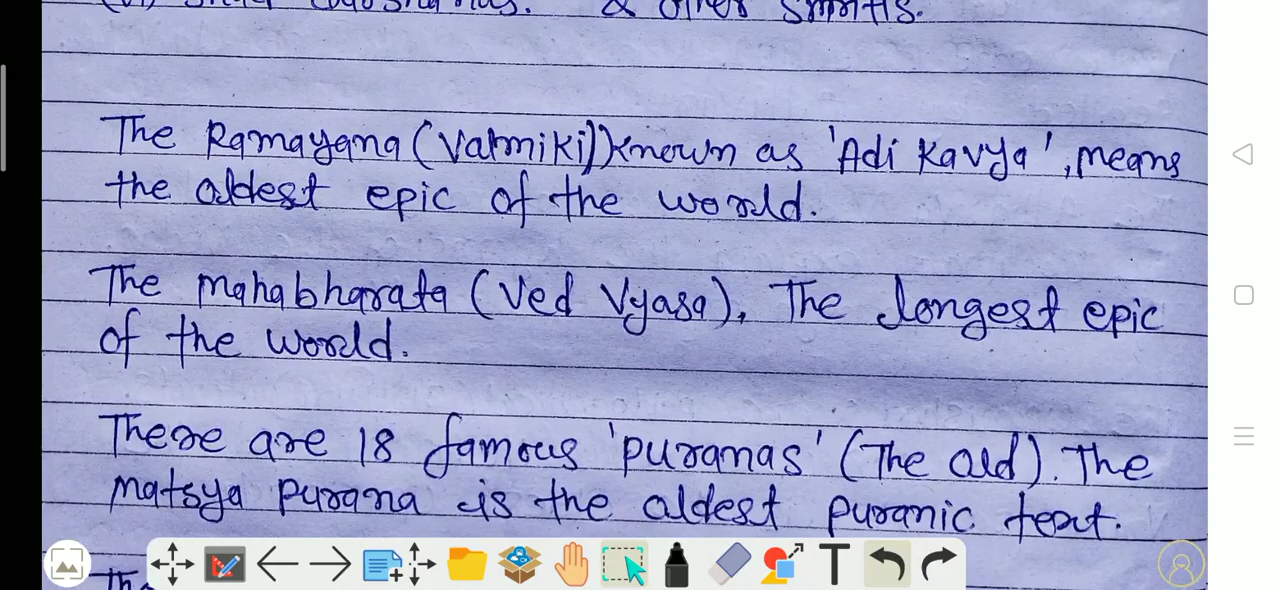 & other smritis.
The Ramayana (Valmiki) known as 'Adi Kavya', means
the oldest epic of the world.
The Mahabharata (Ved Vyasa), The longest epic
of the world.
There are 18 famous 'puranas' (The old). The
Matsya Purana is the oldest puranic text.
T